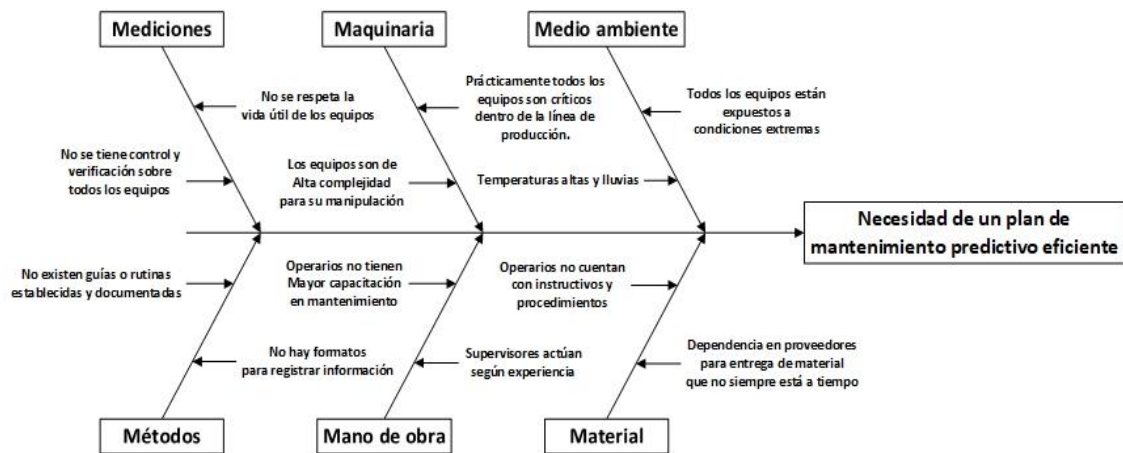 Mediciones
Maquinaria
Medio ambiente
No se respeta la
vida útil de los equipos
Prácticamente todos los
equipos son críticos
dentro de la línea de
producción.
Todos los equipos están
expuestos a
condiciones extremas
No se tiene control y
verificación sobre
todos los equipos
Los equipos son de
Alta complejidad
para su manipulación
Temperaturas altas y lluvias
Necesidad de un plan de
mantenimiento predictivo eficiente
No existen guías o rutinas
establecidas y documentadas
Operarios no tienen
Mayor capacitación
en mantenimiento
Operarios no cuentan
con instructivos y
procedimientos
No hay formatos
para registrar información
Supervisores actúan
según experiencia
Dependencia en proveedores
para entrega de material
que no siempre está a tiempo
Métodos
Mano de obra
Material